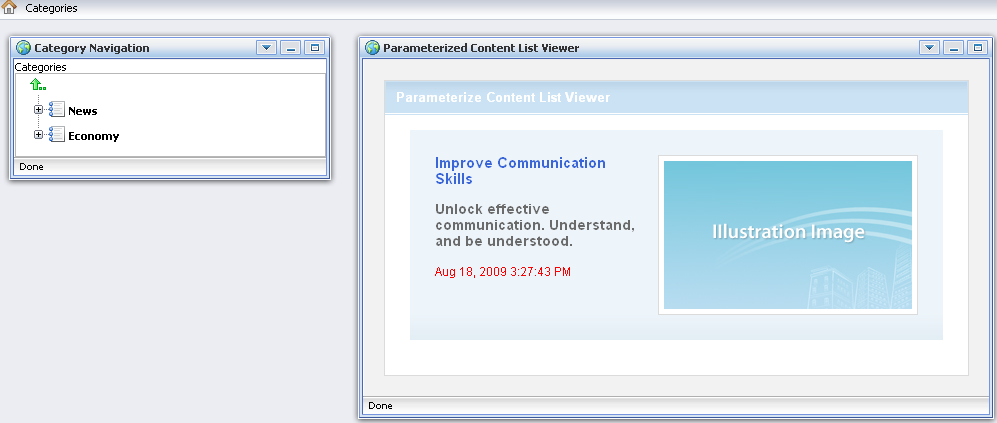 Categories
Category Navigation
Categories
News
Economy
Done
Parameterized Content List Viewer
Parameterize Content List Viewer
Improve Communication
Skills
Unlock effective
communication. Understand,
and be understood.
Aug 18, 2009 3:27:43 PM
Illustration Image
Done